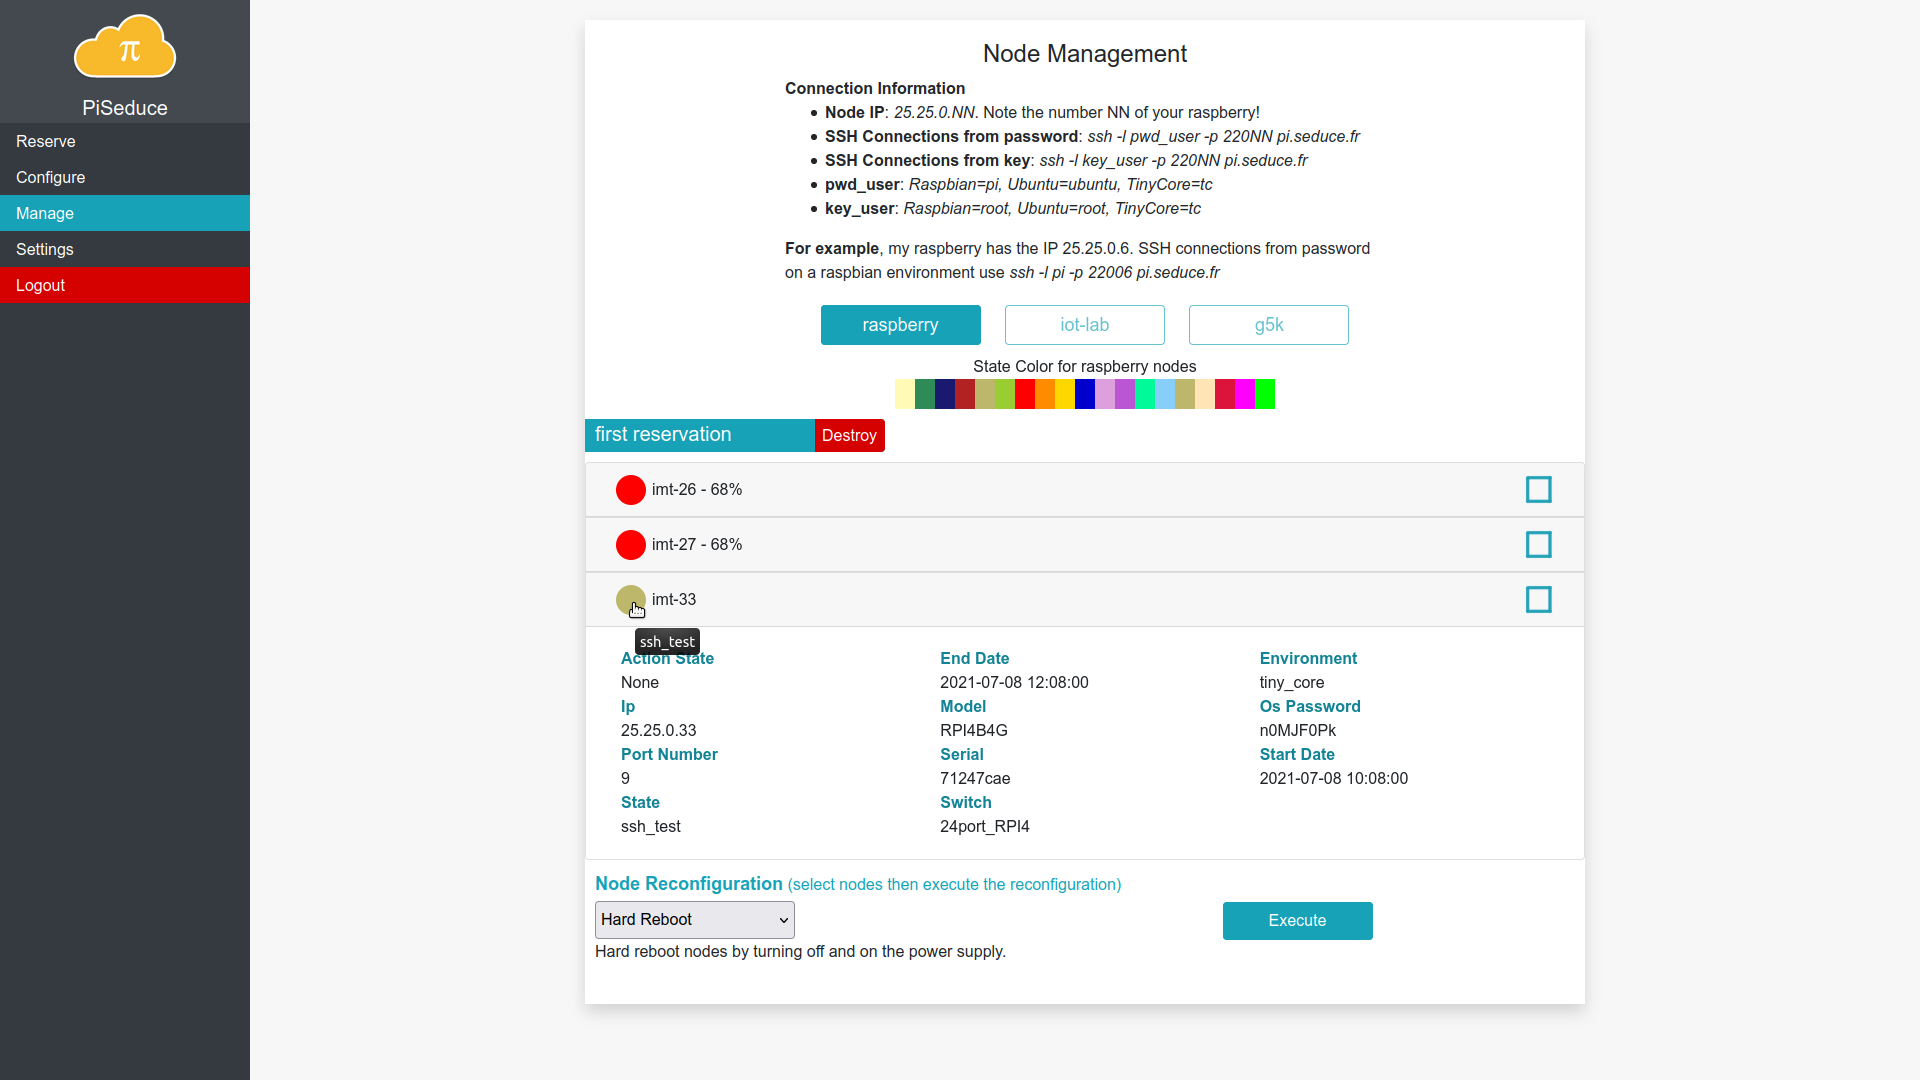 π
PiSeduce
Reserve
Configure
Manage
Settings
Logout
Node Management
Connection Information
Node IP: 25.25.0.NN. Note the number NN of your raspberry!
SSH Connections from password: ssh -l pwd_user -p 220NN pi.seduce.fr
SSH Connections from key: ssh -l key_user -p 220NN pi.seduce.fr
pwd_user: Raspbian=pi, Ubuntu=ubuntu, TinyCore=tc
key_user: Raspbian=root, Ubuntu=root, TinyCore=tc
For example, my raspberry has the IP 25.25.0.6. SSH connections from password
on a raspbian environment use ssh -l pi -p 22006 pi.seduce.fr
raspberry iot-lab g5k
State Color for raspberry nodes
first reservation Destroy
imt-26 - 68%
imt-27 - 68%
imt-33
ssh_test
Action State End Date Environment
None 2021-07-08 12:08:00 tiny_core
Ip Model Os Password
25.25.0.33 RPI4B4G n0MJF0Pk
Port Number Serial Start Date
9 71247cae 2021-07-08 10:08:00
State Switch
ssh_test 24port_RPI4
Node Reconfiguration (select nodes then execute the reconfiguration)
Hard Reboot Execute
Hard reboot nodes by turning off and on the power supply.